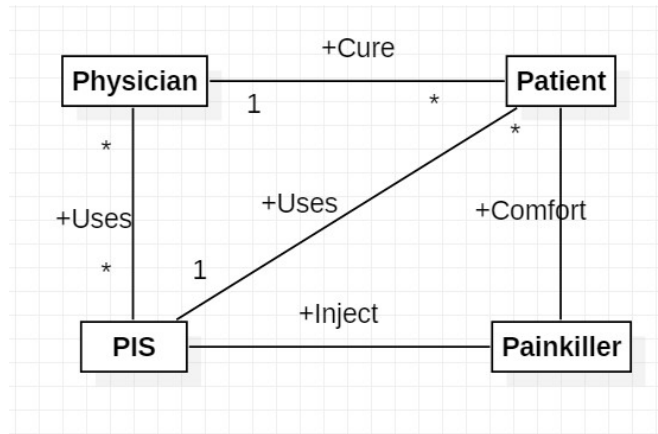 +Cure
Physician
Patient
1
*
*
*
+Uses
+Comfort
+Uses
*
1
+Inject
PIS
Painkiller